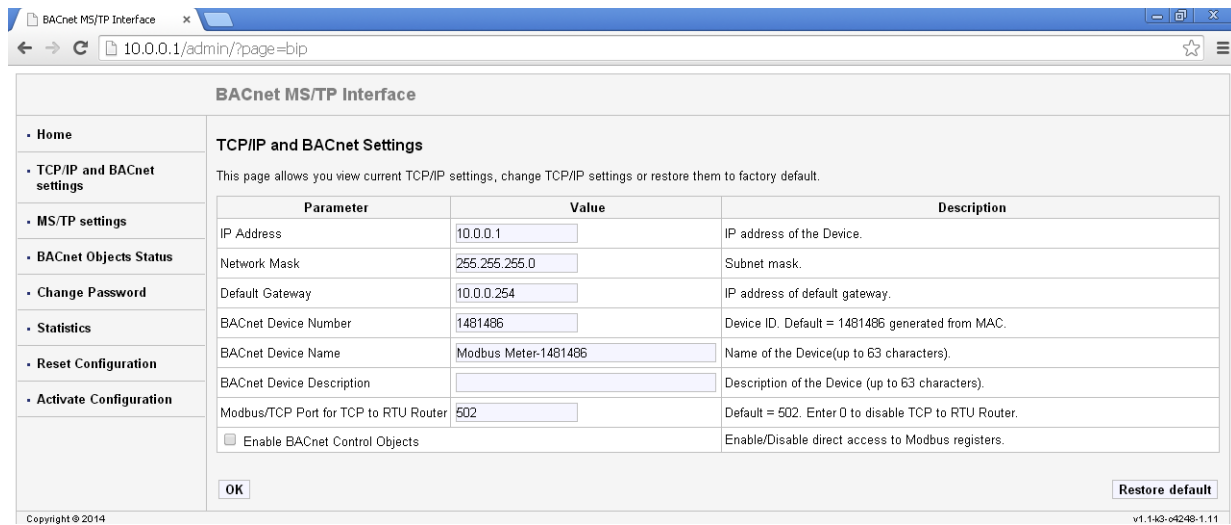 BACnet MS/TP Interface
10.0.0.1/admin/?page=bip
BACnet MS/TP Interface
Home
TCP/IP and BACnet
settings
MS/TP settings
BACnet Objects Status
Change Password
Statistics
Reset Configuration
Activate Configuration
TCP/IP and BACnet Settings
This page allows you view current TCP/IP settings, change TCP/IP settings or restore them to factory default.
Parameter Value Description
IP Address 10.0.0.1 IP address of the Device.
Network Mask 255.255.255.0 Subnet mask.
Default Gateway 10.0.0.254 IP address of default gateway.
BACnet Device Number 1481486 Device ID. Default = 1481486 generated from MAC.
BACnet Device Name Modbus Meter-1481486 Name of the Device(up to 63 characters).
BACnet Device Description Description of the Device (up to 63 characters).
Modbus/TCP Port for TCP to RTU Router 502 Default = 502. Enter 0 to disable TCP to RTU Router.
Enable BACnet Control Objects Enable/Disable direct access to Modbus registers.
OK Restore default
Copyright © 2014 v1.1-k3-o4248-1.11